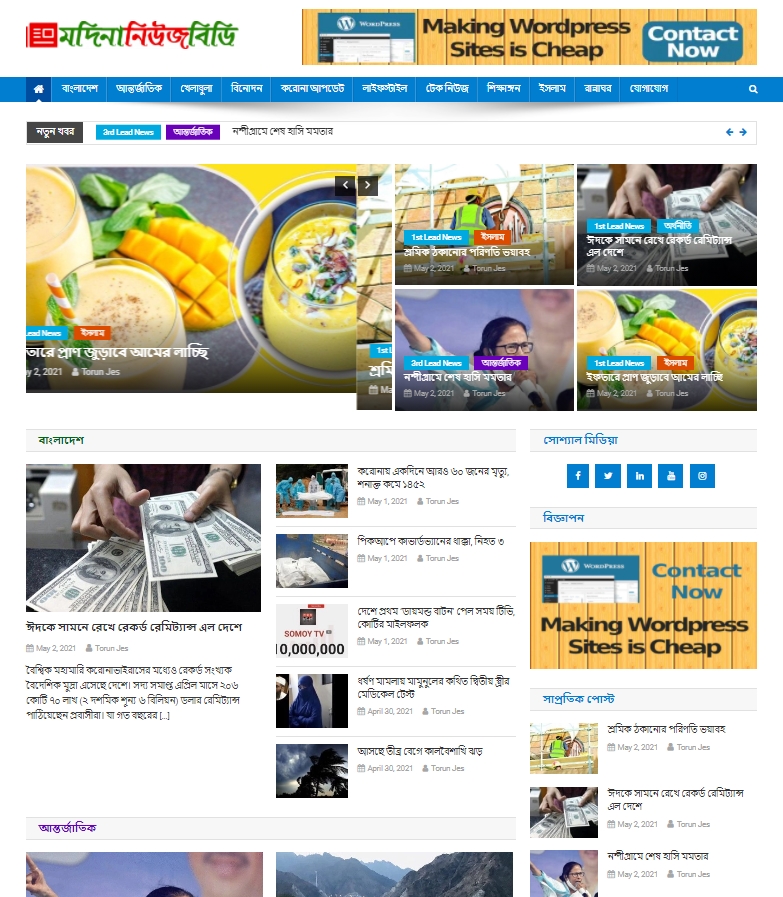 মদিনানিউজবিডি
WORDPRESS
Making Wordpress
Sites is Cheap
Contact
Now
বাংলাদেশ আন্তর্জাতিক খেলাধুলা বিনোদন করোনা আপডেট লাইফস্টাইল টেক নিউজ শিক্ষাঙ্গন ইসলাম রান্নাঘর যোগাযোগ
নতুন খবর 3rd Lead News আন্তর্জাতিক নন্দীগ্রামে শেষ হাসি মমতার
ead News ইসলাম
তারে প্রাণ জুড়াবে আমের লাচ্ছি
y 2, 2021 Torun Jes
1st L
শ্রমি
Ma
1st Lead News ইসলাম
শ্রমিক ঠকানোর পরিণতি ভয়াবহ
May 2, 2021 Torun Jes
1st Lead News অর্থনীতি
ঈদকে সামনে রেখে রেকর্ড রেমিট্যান্স
এল দেশে
May 2, 2021 Torun Jes
3rd Lead News আন্তর্জাতিক
নন্দীগ্রামে শেষ হাসি মমতার
May 2, 2021 Torun Jes
1st Lead News ইসলাম
ইফতারে প্রাণ জুড়াবে আমের লাচ্ছি
May 2, 2021 Torun Jes
বাংলাদেশ
ঈদকে সামনে রেখে রেকর্ড রেমিট্যান্স এল দেশে
May 2, 2021 Torun Jes
বৈশ্বিক মহামারি করোনাভাইরাসের মধ্যেও রেকর্ড সংখ্যক
বৈদেশিক মুদ্রা এসেছে দেশে। সদ্য সমাপ্ত এপ্রিল মাসে ২০৬
কোটি ৭০ লাখ (২ দশমিক শূন্য ৬ বিলিয়ন) ডলার রেমিট্যান্স
পাঠিয়েছেন প্রবাসীরা। যা গত বছরের [...]
করোনায় একদিনে আরও ৬০ জনের মৃত্যু,
শনাক্ত কমে ১৪৫২
May 1, 2021 Torun Jes
পিকআপে কাভার্ডভ্যানের ধাক্কা, নিহত ৩
May 1, 2021 Torun Jes
SOMOY TV
10,000,000
দেশে প্রথম 'ডায়মন্ড বাটন' পেল সময় টিভি,
কোটির মাইলফলক
May 1, 2021 Torun Jes
ধর্ষণ মামলায় মামুনুলের কথিত দ্বিতীয় স্ত্রীর
মেডিকেল টেস্ট
April 30, 2021 Torun Jes
আসছে তীব্র বেগে কালবৈশাখি ঝড়
April 30, 2021 Torun Jes
আন্তর্জাতিক
সোশ্যাল মিডিয়া
বিজ্ঞাপন
WORDPRESS
Contact
Now
Making Wordpress
Sites is Cheap
সাপ্রতিক পোস্ট
শ্রমিক ঠকানোর পরিণতি ভয়াবহ
May 2, 2021 Torun Jes
ঈদকে সামনে রেখে রেকর্ড রেমিট্যান্স
এল দেশে
May 2, 2021 Torun Jes
নন্দীগ্রামে শেষ হাসি মমতার
May 2, 2021 Torun Jes